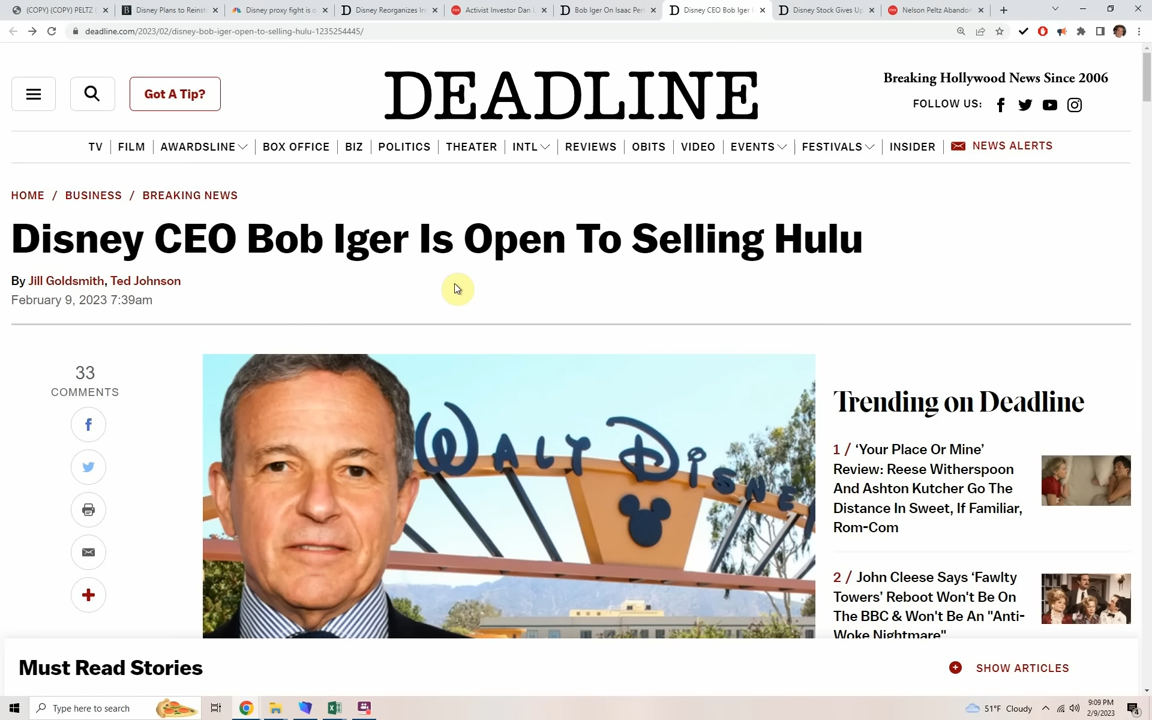 (COPY) (COPY) PELTZ
Disney Plans to Reinst
Disney proxy fight is o
Disney Reorganizes In
Activist Investor Dan L
Bob Iger On Isaac Per
Disney CEO Bob Iger I
Disney Stock Gives Up
Nelson Peltz Abando
deadline.com/2023/02/disney-bob-iger-open-to-selling-hulu-1235254445/
Got A Tip?
DEADLINE
Breaking Hollywood News Since 2006
FOLLOW US:
TV
FILM
AWARDSLINE
BOX OFFICE
BIZ
POLITICS
THEATER
INTL
REVIEWS
OBITS
VIDEO
EVENTS
FESTIVALS
INSIDER
NEWS ALERTS
HOME / BUSINESS / BREAKING NEWS
Disney CEO Bob Iger Is Open To Selling Hulu
By Jill Goldsmith, Ted Johnson
February 9, 2023 7:39am
33
COMMENTS
WALT DISNE
Trending on Deadline
1 / ‘Your Place Or Mine’
Review: Reese Witherspoon
And Ashton Kutcher Go The
Distance In Sweet, If Familiar,
Rom-Com
2 / John Cleese Says ‘Fawlty
Towers’ Reboot Won't Be On
The BBC & Won't Be An "Anti-
Woke Nightmare"
Must Read Stories
SHOW ARTICLES
Type here to search
51°F Cloudy
9:09 PM
2/9/2023